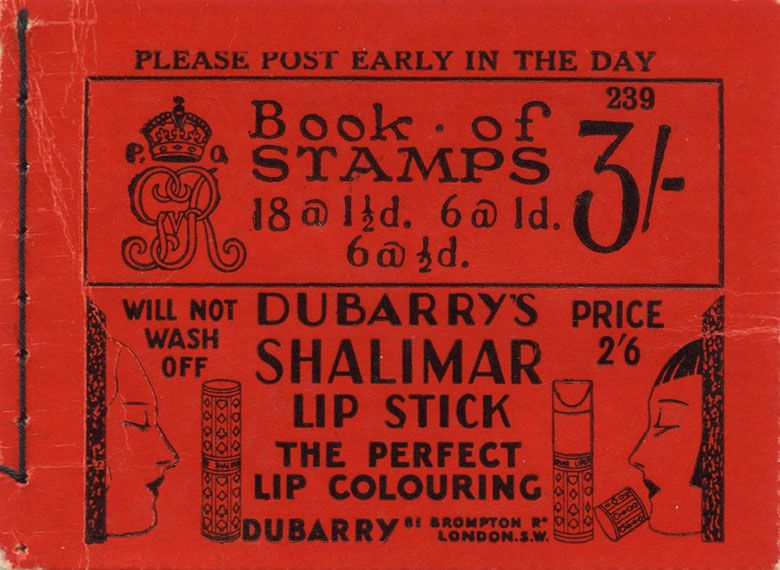 PLEASE POST EARLY IN THE DAY
239
P. O.
GR
Book · of
STAMPS
3/-
18 @ 1½d. 6 @ 1d.
6 @ ½d.
WILL NOT
WASH
OFF
DUBARRY'S
SHALIMAR
LIP STICK
THE PERFECT
LIP COLOURING
PRICE
2'6
DUBARRY 81 BROMPTON RD
LONDON.S.W.